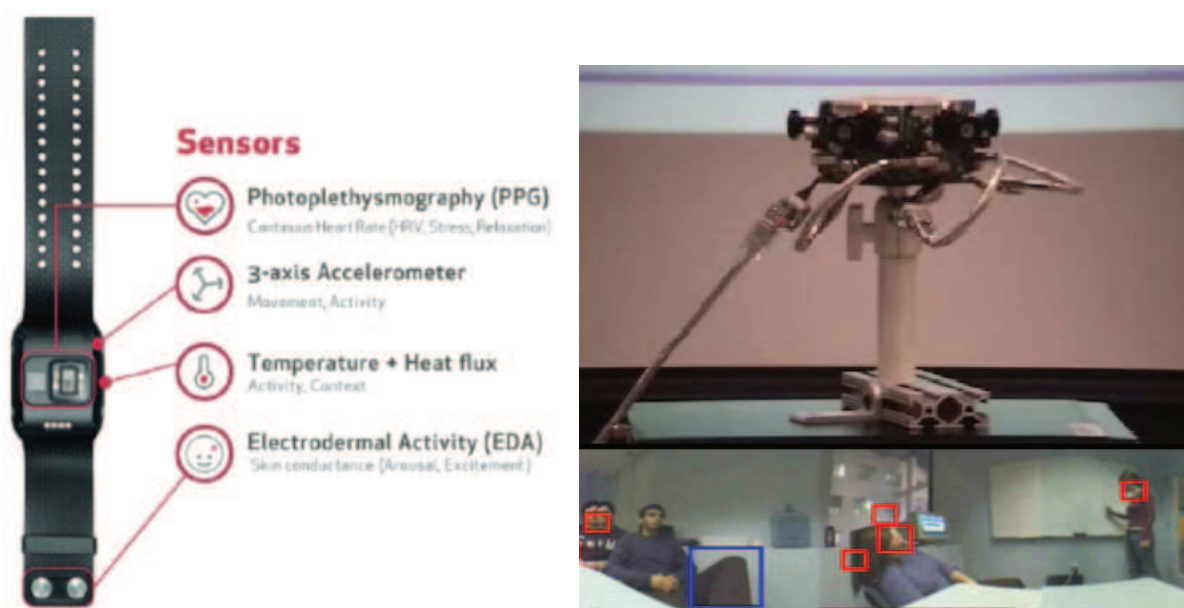 Sensors
Photoplethysmography (PPG)
Continuous Heart Rate (HRV, Stress, Relaxation)
3-axis Accelerometer
Movement, Activity
Temperature + Heat flux
Activity, Context
Electrodermal Activity (EDA)
Skin conductance (Arousal, Excitement)